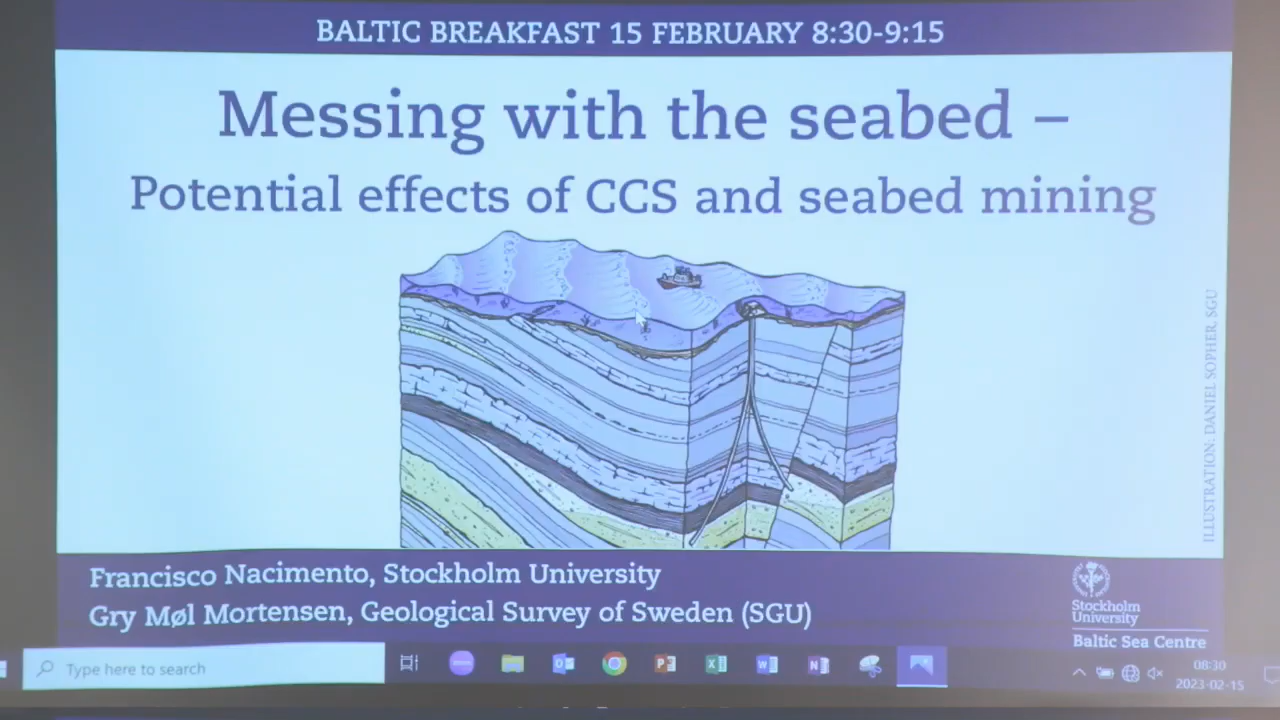 BALTIC BREAKFAST 15 FEBRUARY 8:30-9:15
Messing with the seabed –
Potential effects of CCS and seabed mining
ILLUSTRATION: DANIEL SOPHER, SGU
Francisco Nacimento, Stockholm University
Gry Møl Mortensen, Geological Survey of Sweden (SGU)
Stockholm
University
Baltic Sea Centre
Type here to search
08:30
2023-02-15